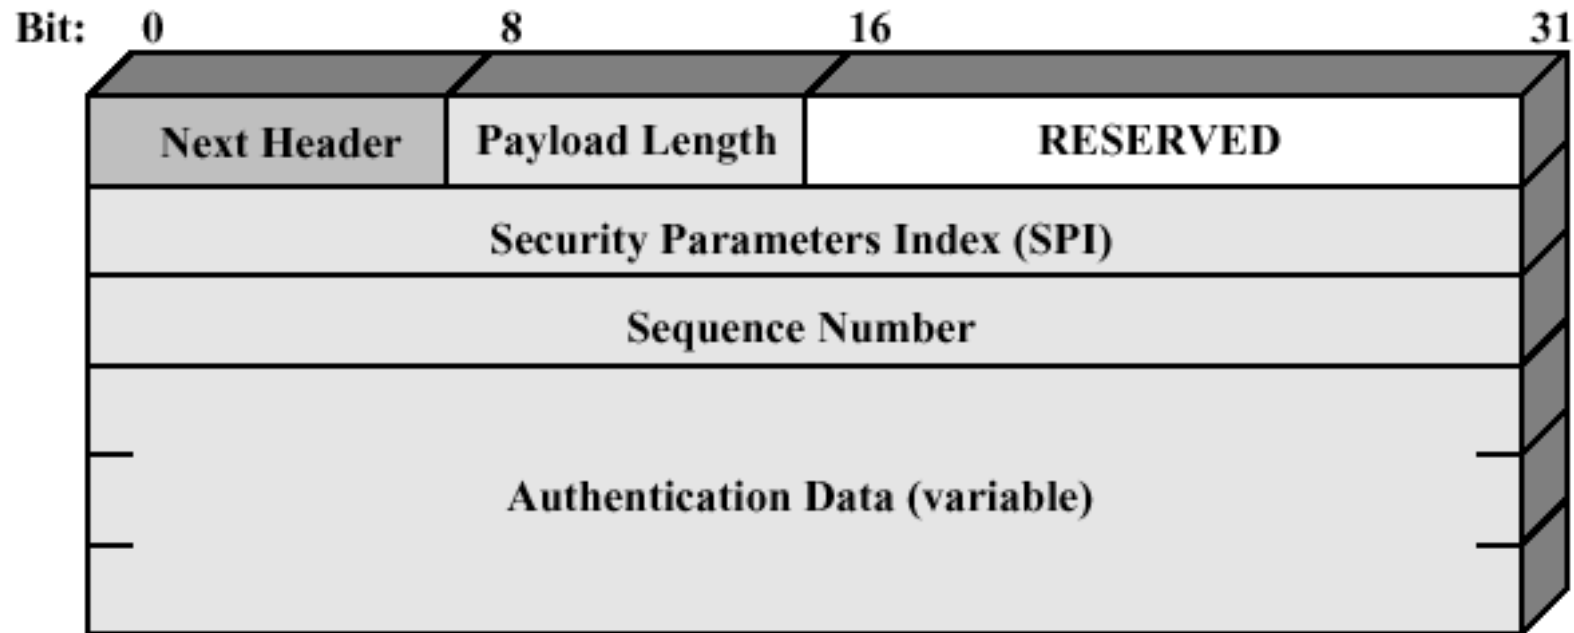 Bit: 0 8 16 31
Next Header Payload Length RESERVED
Security Parameters Index (SPI)
Sequence Number
Authentication Data (variable)